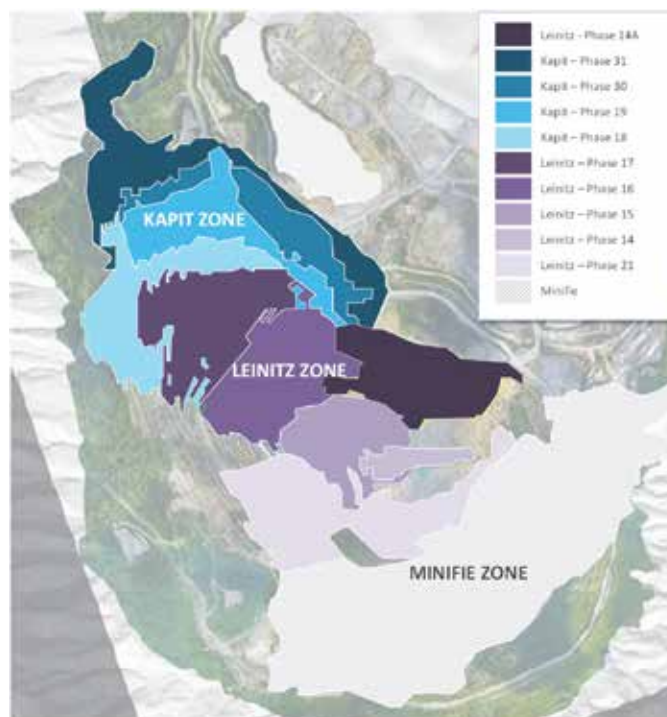 Leinitz - Phase 14A
Kapit – Phase 31
Kapit – Phase 30
Kapit – Phase 19
Kapit – Phase 18
Leinitz – Phase 17
Leinitz – Phase 16
Leinitz – Phase 15
Leinitz – Phase 14
Leinitz – Phase 21
Minifie
KAPIT ZONE
LEINITZ ZONE
MINIFIE ZONE